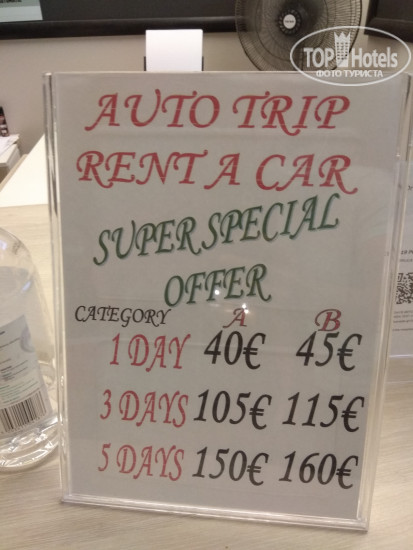 TOP Hotels
ФОТО ТУРИСТА
AUTO TRIP
RENT A CAR
SUPER SPECIAL
OFFER
CATEGORY A B
1 DAY 40€ 45€
3 DAYS 105€ 115€
5 DAYS 150€ 160€